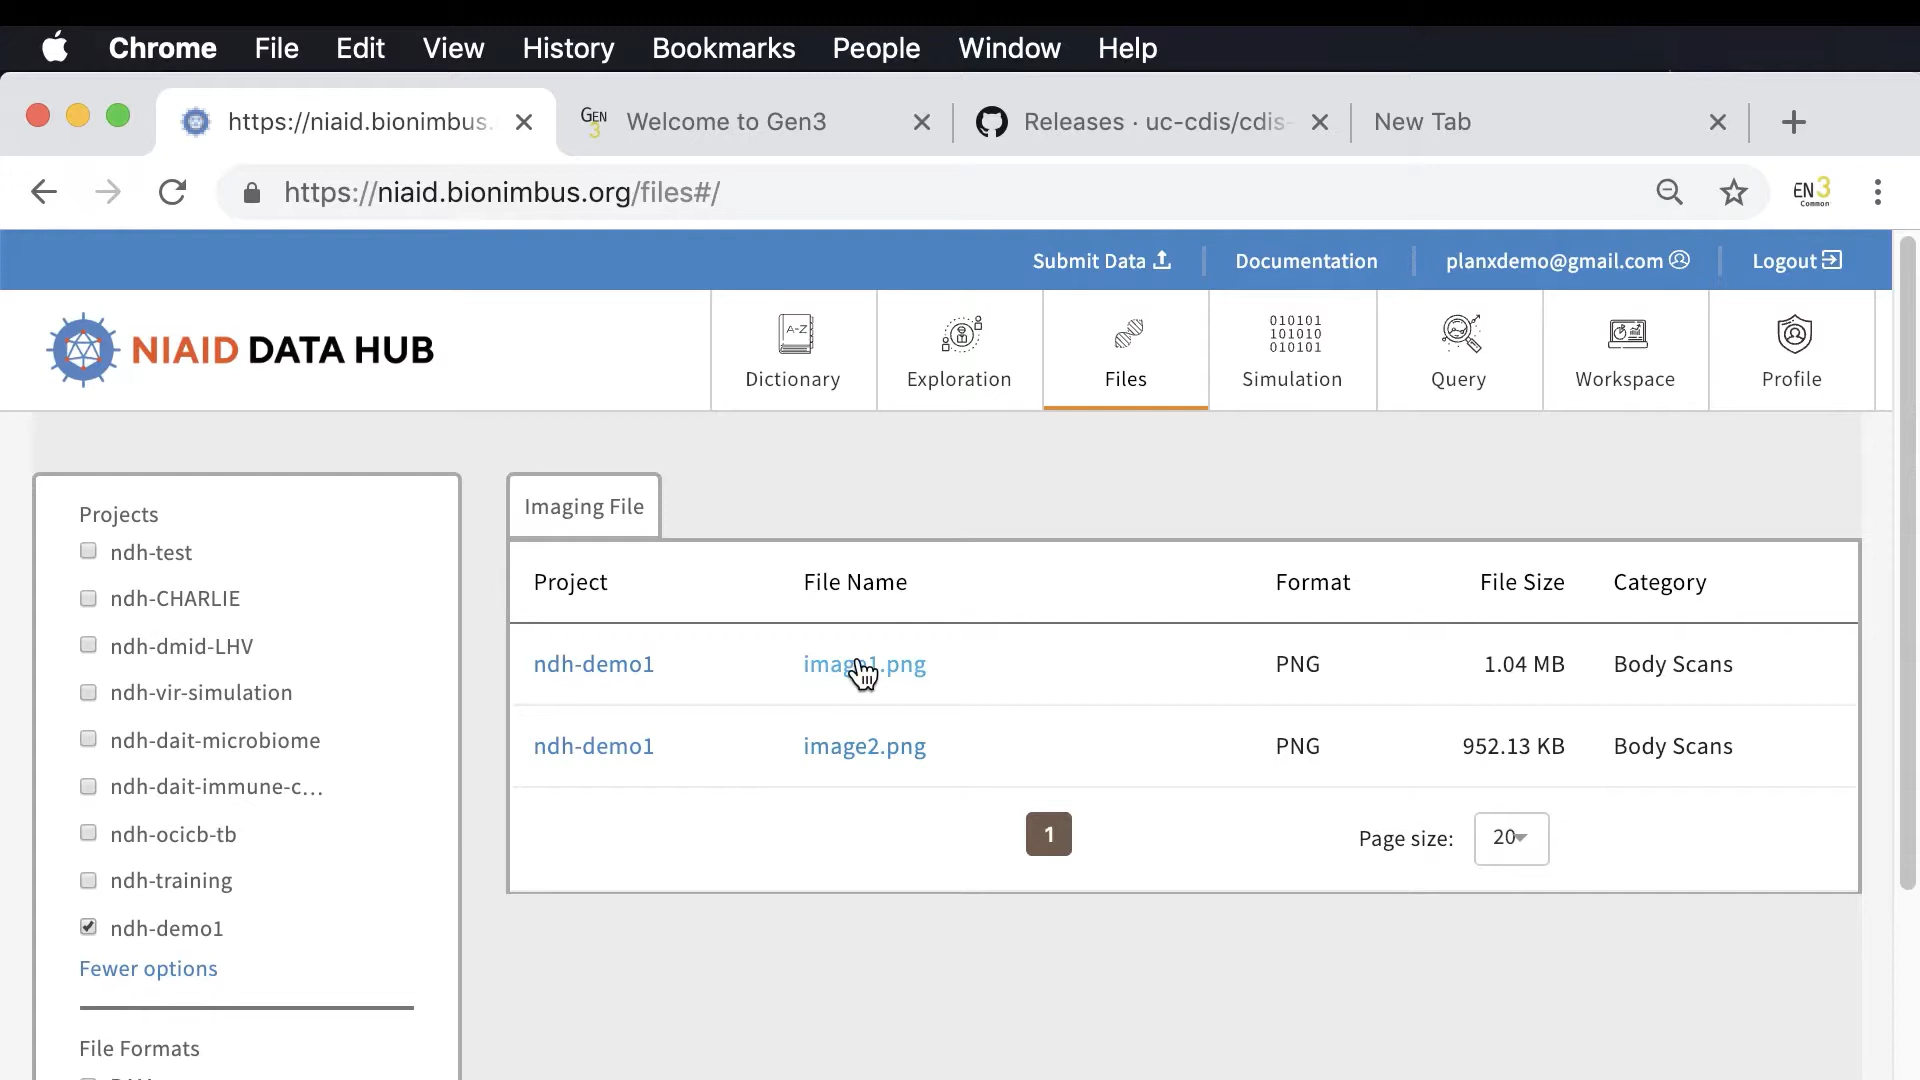 Chrome File Edit View History Bookmarks People Window Help
https://niaid.bionimbus. GEN 3 Welcome to Gen3 Releases · uc-cdis/cdis- New Tab
https://niaid.bionimbus.org/files#/ EN3 Common
Submit Data Documentation planxdemo@gmail.com Logout
NIAID DATA HUB
A-Z 010101 101010 010101
Dictionary Exploration Files Simulation Query Workspace Profile
Projects
ndh-test
ndh-CHARLIE
ndh-dmid-LHV
ndh-vir-simulation
ndh-dait-microbiome
ndh-dait-immune-c...
ndh-ocicb-tb
ndh-training
ndh-demo1
Fewer options
File Formats
Imaging File
Project File Name Format File Size Category
ndh-demo1 image1.png PNG 1.04 MB Body Scans
ndh-demo1 image2.png PNG 952.13 KB Body Scans
1 Page size: 20